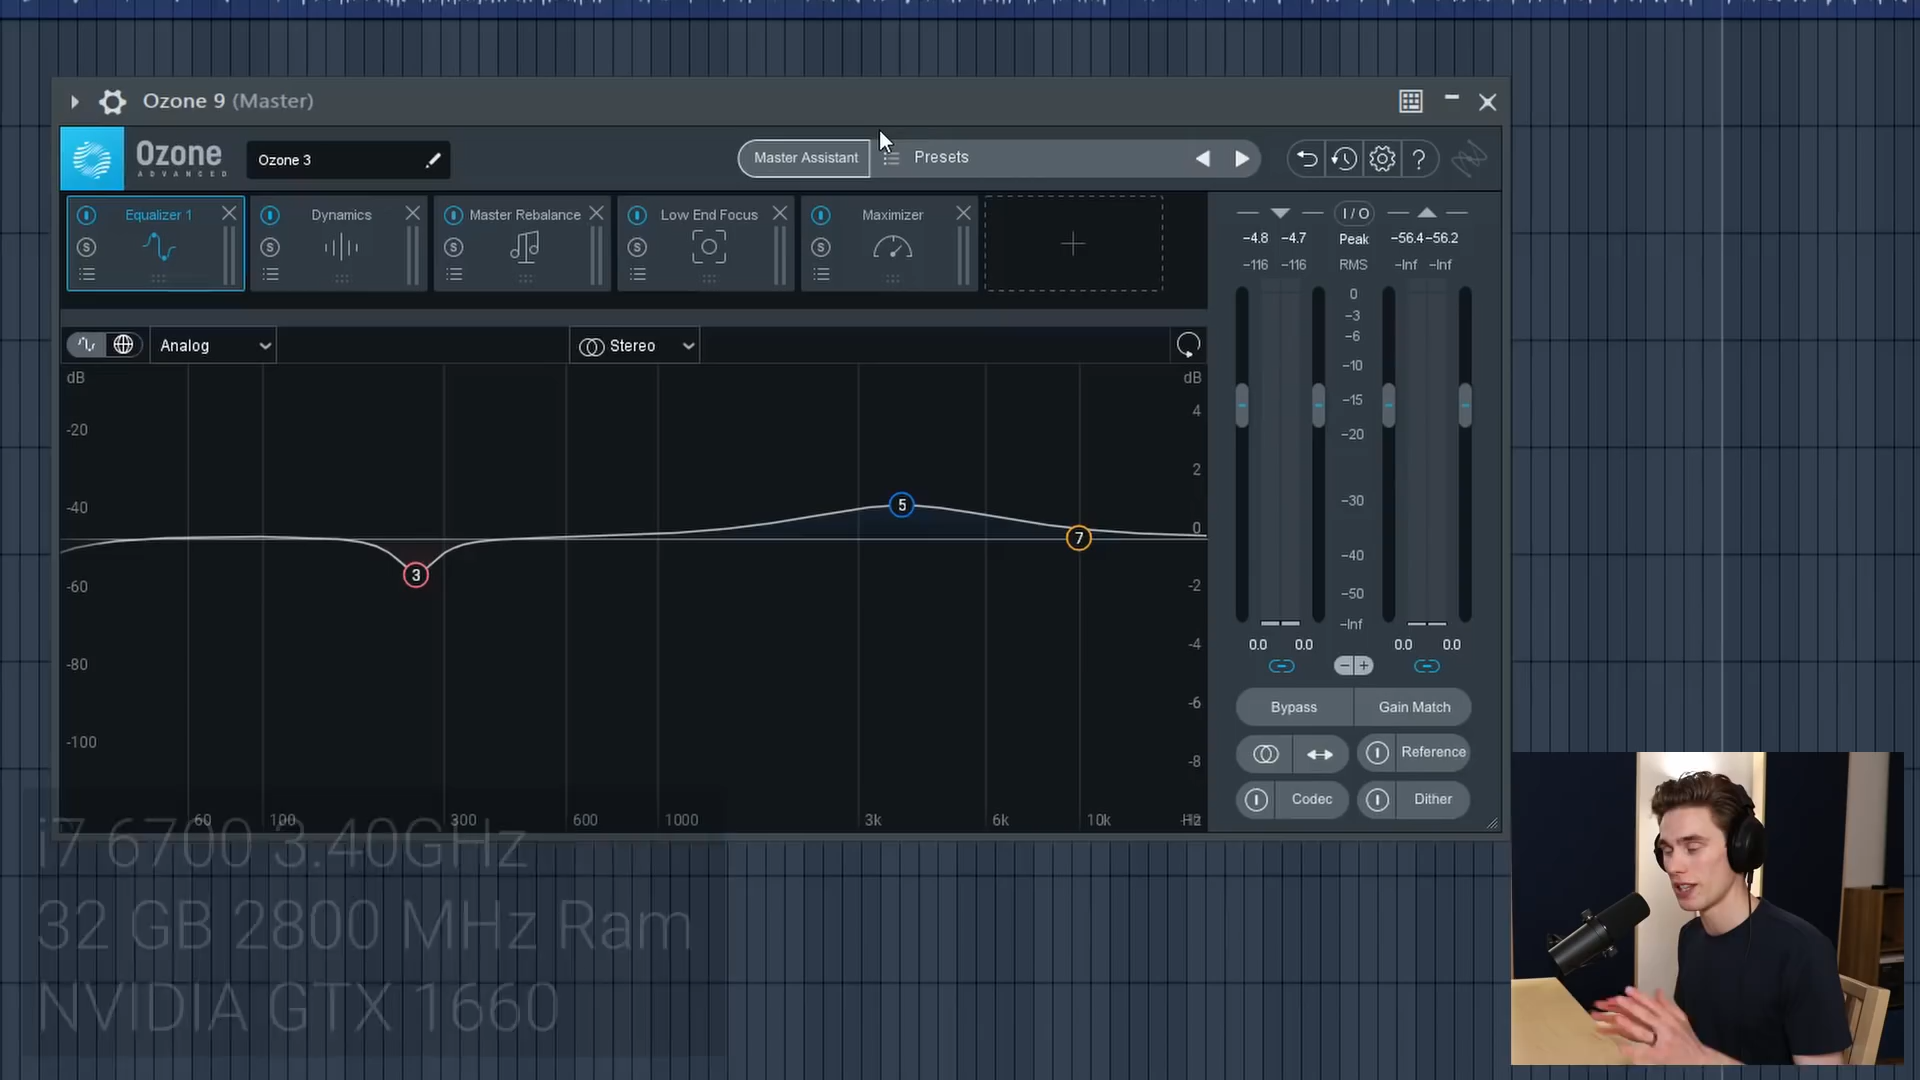 Ozone 9 (Master)
Ozone
ADVANCED
Ozone 3
Master Assistant
Presets
?
Equalizer 1
Dynamics
Master Rebalance
Low End Focus
Maximizer
S
S
S
S
S
I / O
-4.8 -4.7
Peak
-56.4 -56.2
-116 -116
RMS
-Inf -Inf
Analog
Stereo
dB
-20
-40
-60
-80
-100
dB
4
2
0
-2
-4
-6
-8
3
5
7
60
100
300
600
1000
3k
6k
10k
Hz
0
-3
-6
-10
-15
-20
-30
-40
-50
-Inf
0.0 0.0
0.0 0.0
Bypass
Gain Match
Reference
Codec
Dither
i7 6700 3.40GHz
32 GB 2800 MHz Ram
NVIDIA GTX 1660